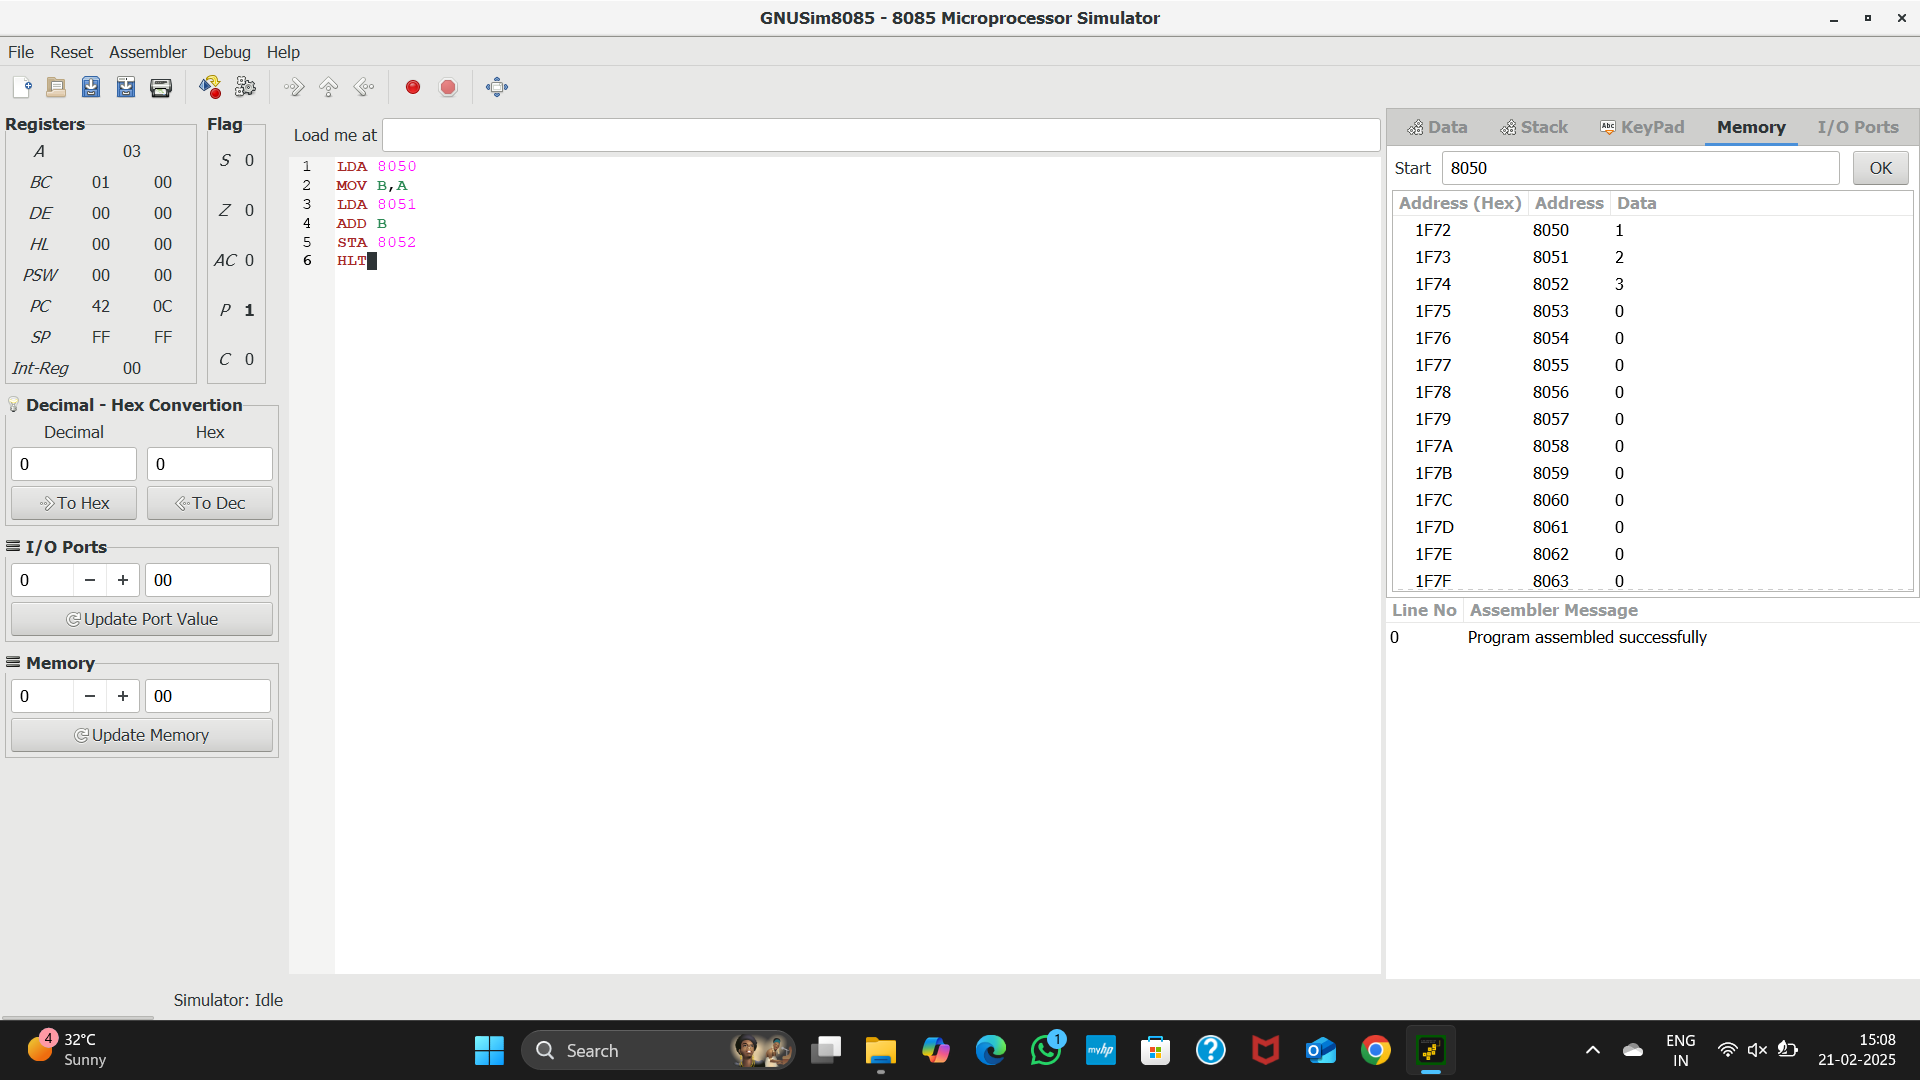 GNUSim8085 - 8085 Microprocessor Simulator
File Reset Assembler Debug Help
Registers
A 03
BC 01 00
DE 00 00
HL 00 00
PSW 00 00
PC 42 0C
SP FF FF
Int-Reg 00
Flag
S 0
Z 0
AC 0
P 1
C 0
Decimal - Hex Convertion
Decimal Hex
0 0
To Hex To Dec
I/O Ports
0 − + 00
Update Port Value
Memory
0 − + 00
Update Memory
Load me at
1 LDA 8050
2 MOV B,A
3 LDA 8051
4 ADD B
5 STA 8052
6 HLT
Data Stack Abc KeyPad Memory I/O Ports
Start 8050 OK
Address (Hex) Address Data
1F72 8050 1
1F73 8051 2
1F74 8052 3
1F75 8053 0
1F76 8054 0
1F77 8055 0
1F78 8056 0
1F79 8057 0
1F7A 8058 0
1F7B 8059 0
1F7C 8060 0
1F7D 8061 0
1F7E 8062 0
1F7F 8063 0
Line No Assembler Message
0 Program assembled successfully
Simulator: Idle
4 32°C
Sunny
Search
1
myhp
ENG
IN
15:08
21-02-2025